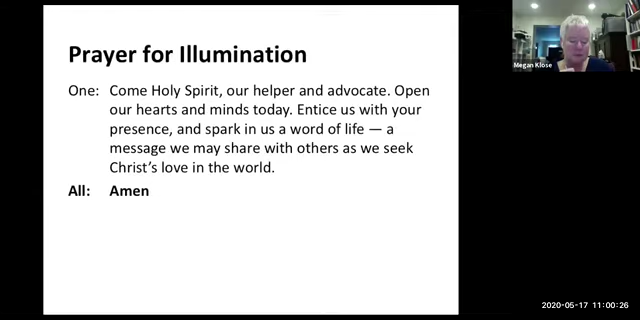 Prayer for Illumination
One: Come Holy Spirit, our helper and advocate. Open
our hearts and minds today. Entice us with your
presence, and spark in us a word of life — a
message we may share with others as we seek
Christ’s love in the world.
All: Amen
Megan Klose
2020-05-17 11:00:26